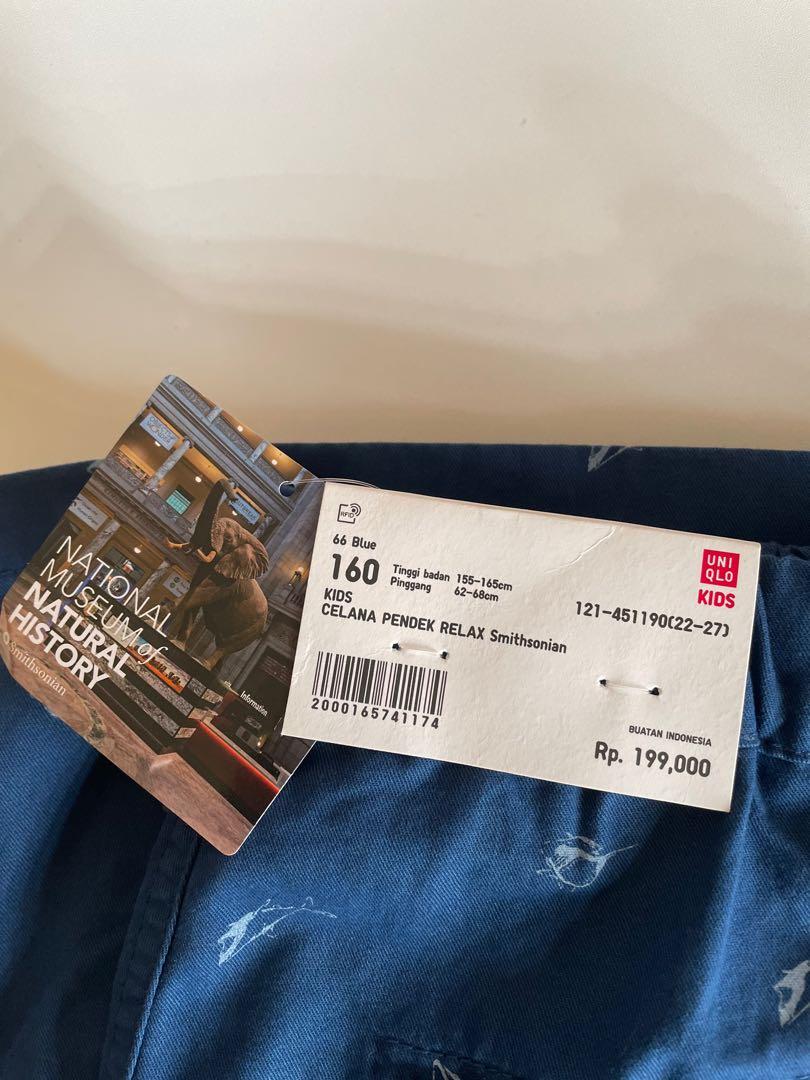 NATIONAL
MUSEUM of
NATURAL
HISTORY
Smithsonian
Information
RFID
66 Blue
160
Tinggi badan 155-165cm
Pinggang 62-68cm
KIDS
CELANA PENDEK RELAX Smithsonian
UNI
QLO
KIDS
121-451190(22-27)
2000165741174
BUATAN INDONESIA
Rp. 199,000